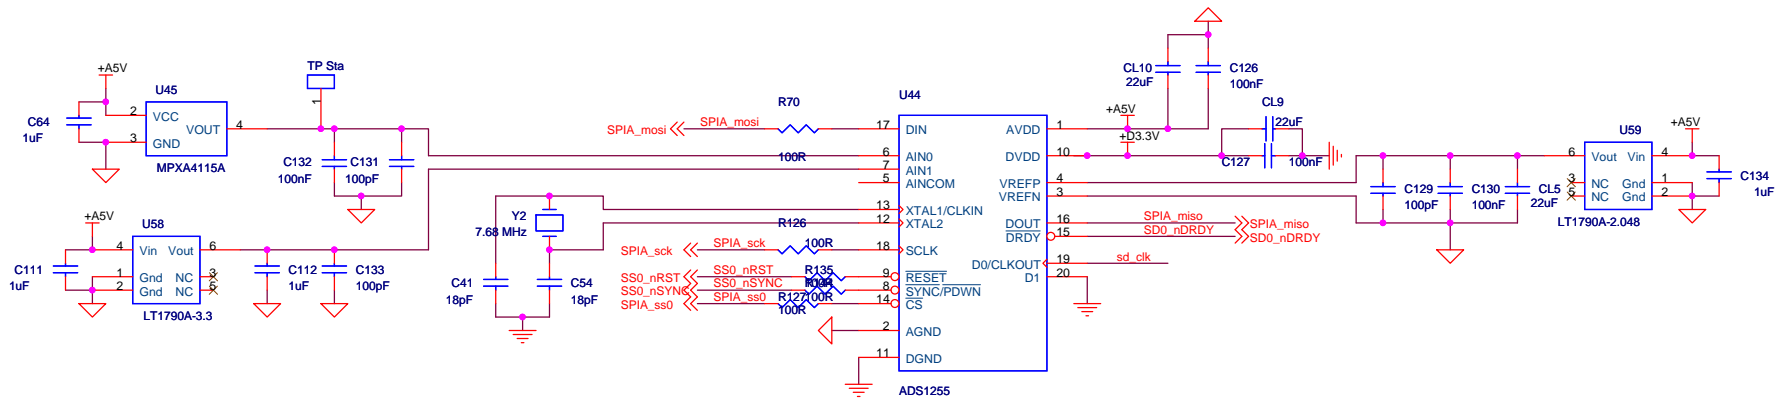 +A5V
U45
C64
1uF
2
VCC
VOUT
4
3
GND
MPXA4115A
TP Sta
1
C132
100nF
C131
100pF
+A5V
U58
C111
1uF
4
Vin
Vout
6
1
Gnd
NC
3
2
Gnd
NC
5
LT1790A-3.3
C112
1uF
C133
100pF
Y2
7.68 MHz
C41
18pF
C54
18pF
SPIA_mosi
SPIA_mosi
R70
100R
SPIA_sck
SPIA_sck
R126
100R
SS0_nRST
SS0_nRST
R135
SS0_nSYNC
SS0_nSYNC
SPIA_ss0
SPIA_ss0
R127
100R
100R
U44
17
DIN
6
AIN0
7
AIN1
5
AINCOM
13
XTAL1/CLKIN
12
XTAL2
18
SCLK
9
RESET
8
SYNC/PDWN
14
CS
2
AGND
11
DGND
AVDD
1
DVDD
10
VREFP
4
VREFN
3
DOUT
16
DRDY
15
D0/CLKOUT
19
D1
20
ADS1255
CL10
22uF
C126
100nF
+A5V
+D3.3V
CL9
22uF
C127
100nF
SPIA_miso
SPIA_miso
SD0_nDRDY
SD0_nDRDY
sd_clk
C129
100pF
C130
100nF
CL5
22uF
U59
+A5V
6
Vout
Vin
4
3
NC
Gnd
1
5
NC
Gnd
2
LT1790A-2.048
C134
1uF